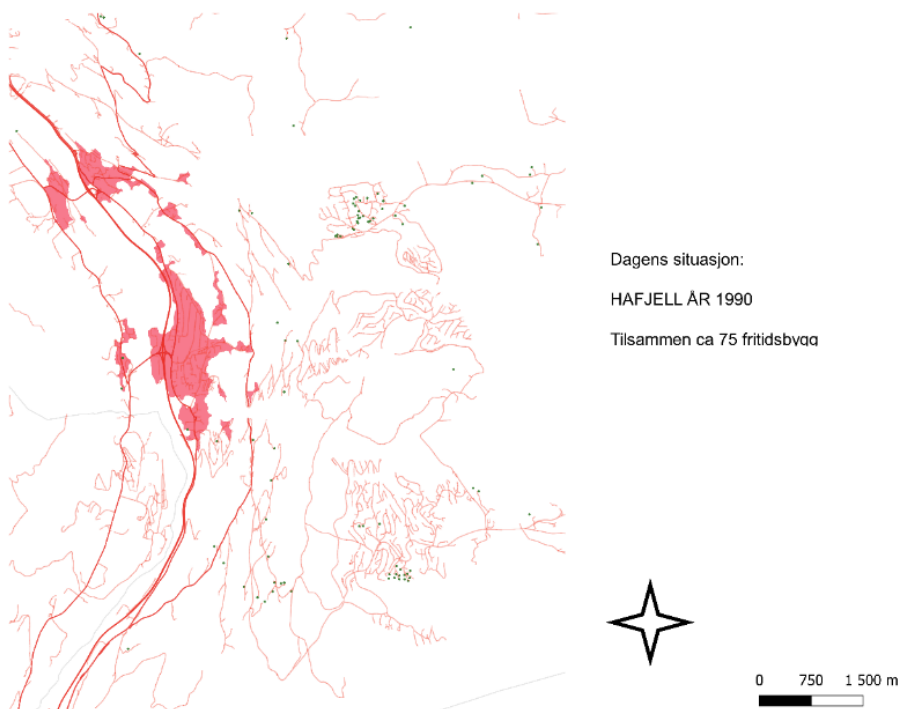 Dagens situasjon:
HAFJELL ÅR 1990
Tilsammen ca 75 fritidsbygg
0 750 1 500 m